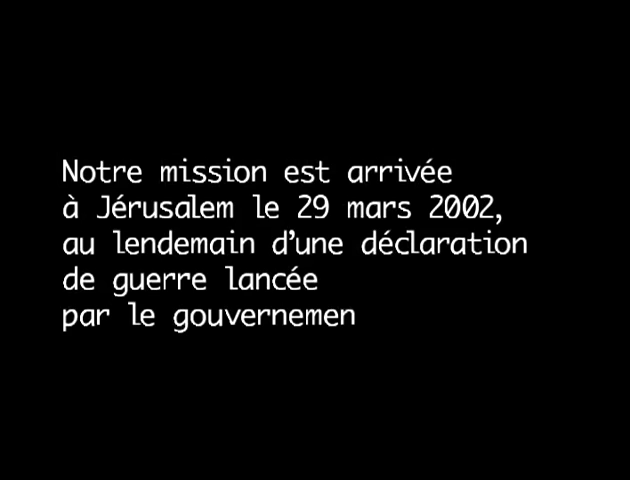 Notre mission est arrivée
à Jérusalem le 29 mars 2002,
au lendemain d’une déclaration
de guerre lancée
par le gouvernemen